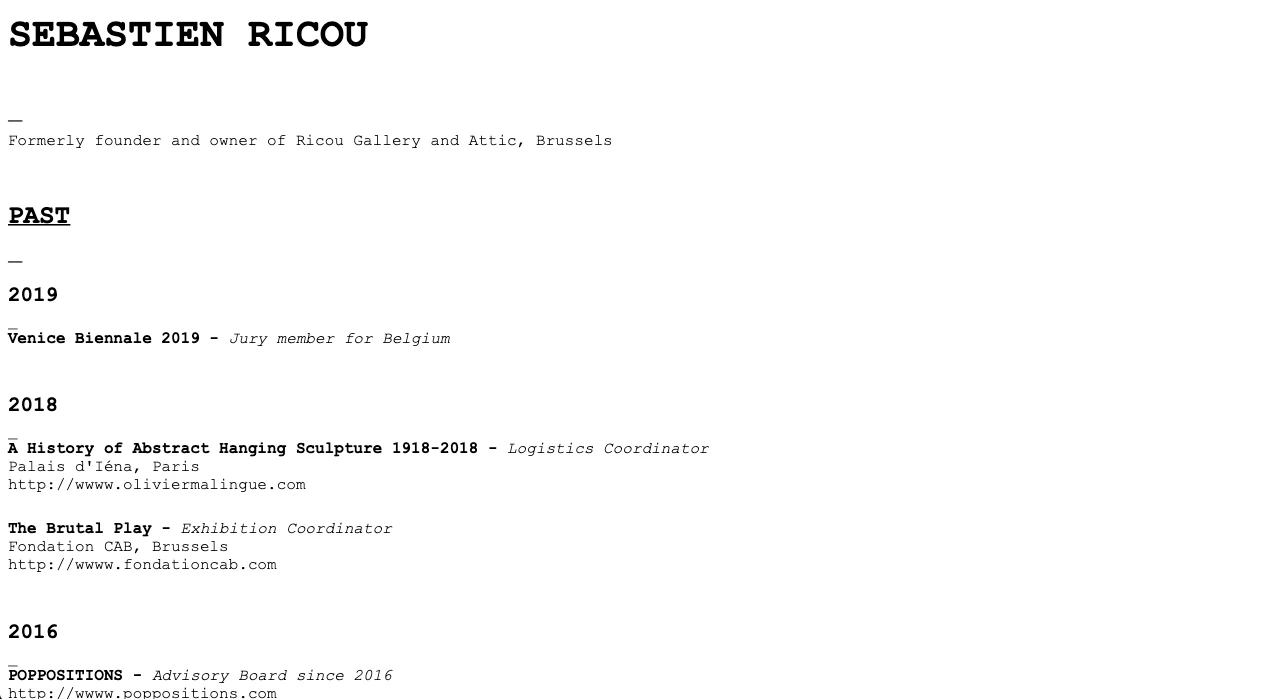 SEBASTIEN RICOU
__
Formerly founder and owner of Ricou Gallery and Attic, Brussels
PAST
__
2019
_
Venice Biennale 2019 - Jury member for Belgium
2018
_
A History of Abstract Hanging Sculpture 1918-2018 - Logistics Coordinator
Palais d'Iéna, Paris
http://wwww.oliviermalingue.com
The Brutal Play - Exhibition Coordinator
Fondation CAB, Brussels
http://wwww.fondationcab.com
2016
_
POPPOSITIONS - Advisory Board since 2016
http://www.poppositions.com